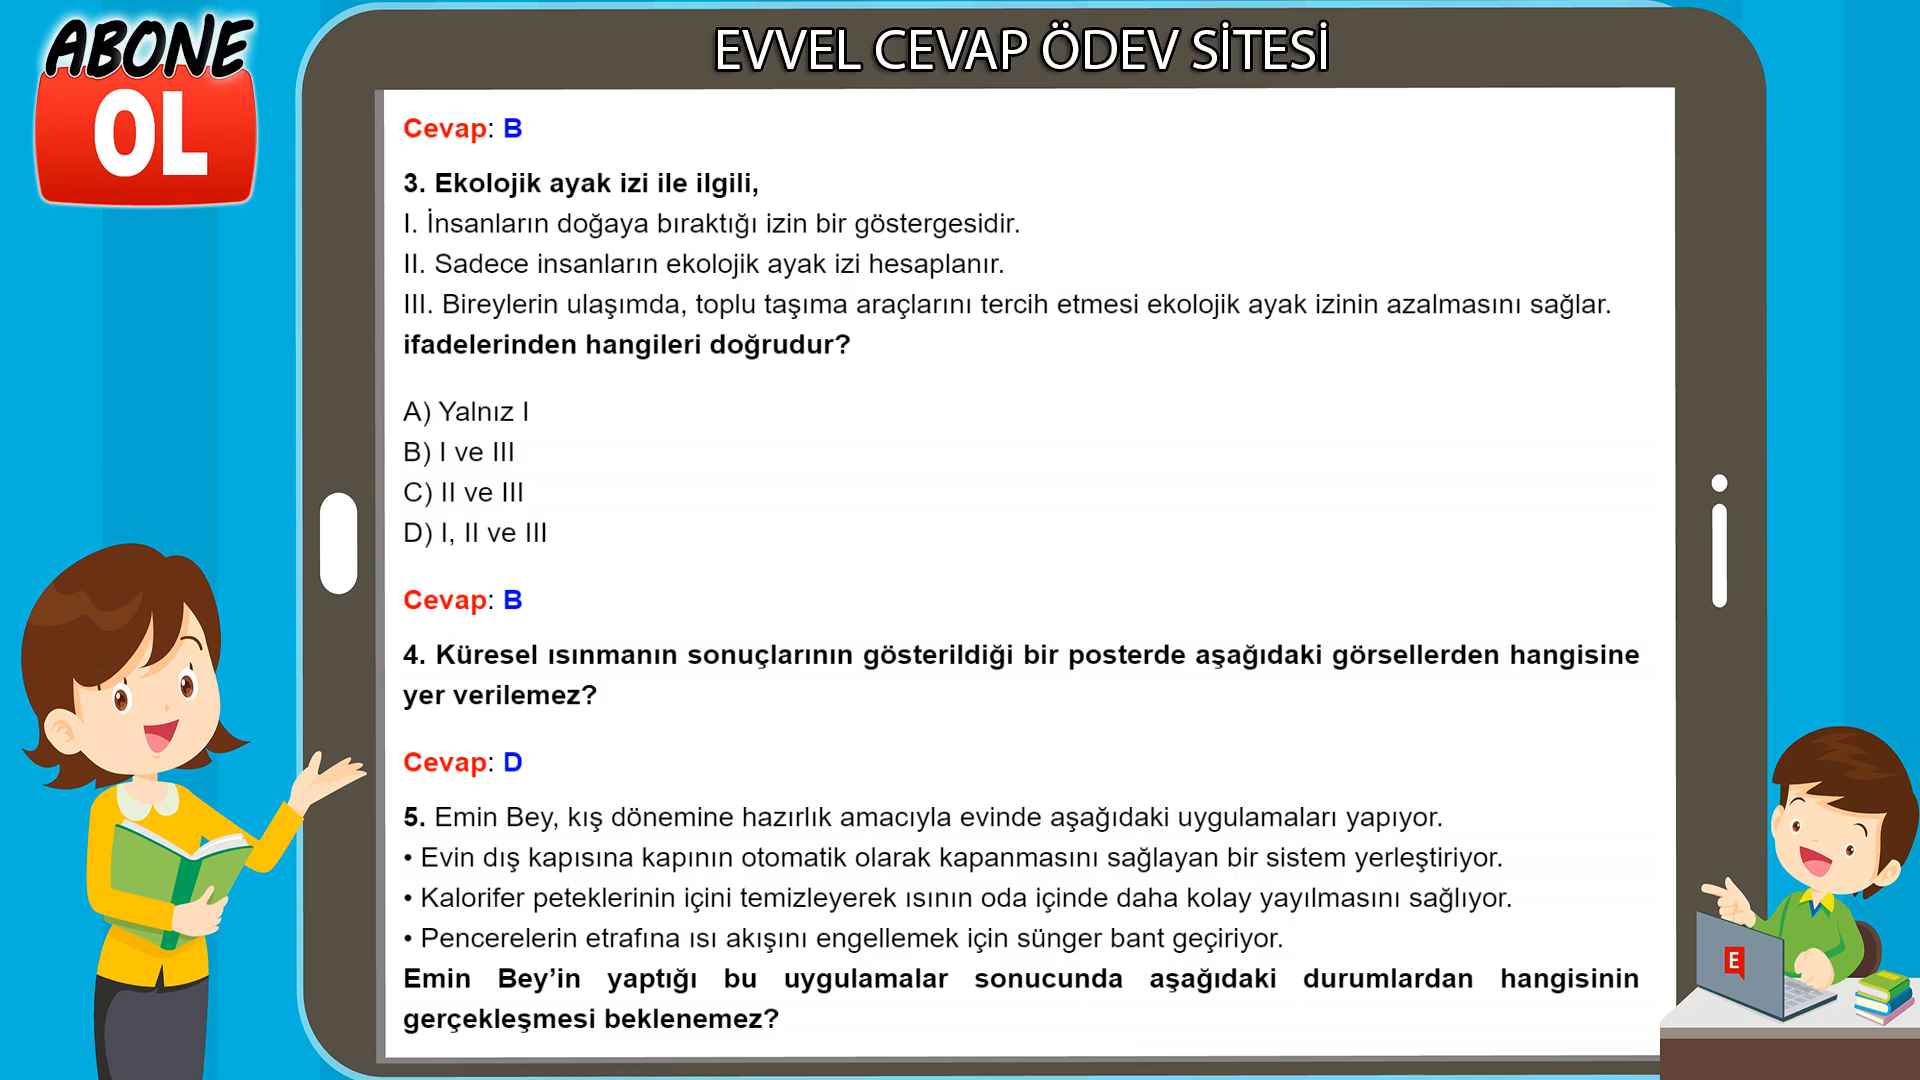 ABONE
OL
EVVEL CEVAP ÖDEV SİTESİ
Cevap: B
3. Ekolojik ayak izi ile ilgili,
I. İnsanların doğaya bıraktığı izin bir göstergesidir.
II. Sadece insanların ekolojik ayak izi hesaplanır.
III. Bireylerin ulaşımda, toplu taşıma araçlarını tercih etmesi ekolojik ayak izinin azalmasını sağlar.
ifadelerinden hangileri doğrudur?
A) Yalnız I
B) I ve III
C) II ve III
D) I, II ve III
Cevap: B
4. Küresel ısınmanın sonuçlarının gösterildiği bir posterde aşağıdaki görsellerden hangisine
yer verilemez?
Cevap: D
5. Emin Bey, kış dönemine hazırlık amacıyla evinde aşağıdaki uygulamaları yapıyor.
• Evin dış kapısına kapının otomatik olarak kapanmasını sağlayan bir sistem yerleştiriyor.
• Kalorifer peteklerinin içini temizleyerek ısının oda içinde daha kolay yayılmasını sağlıyor.
• Pencerelerin etrafına ısı akışını engellemek için sünger bant geçiriyor.
Emin Bey’in yaptığı bu uygulamalar sonucunda aşağıdaki durumlardan hangisinin
gerçekleşmesi beklenemez?
E